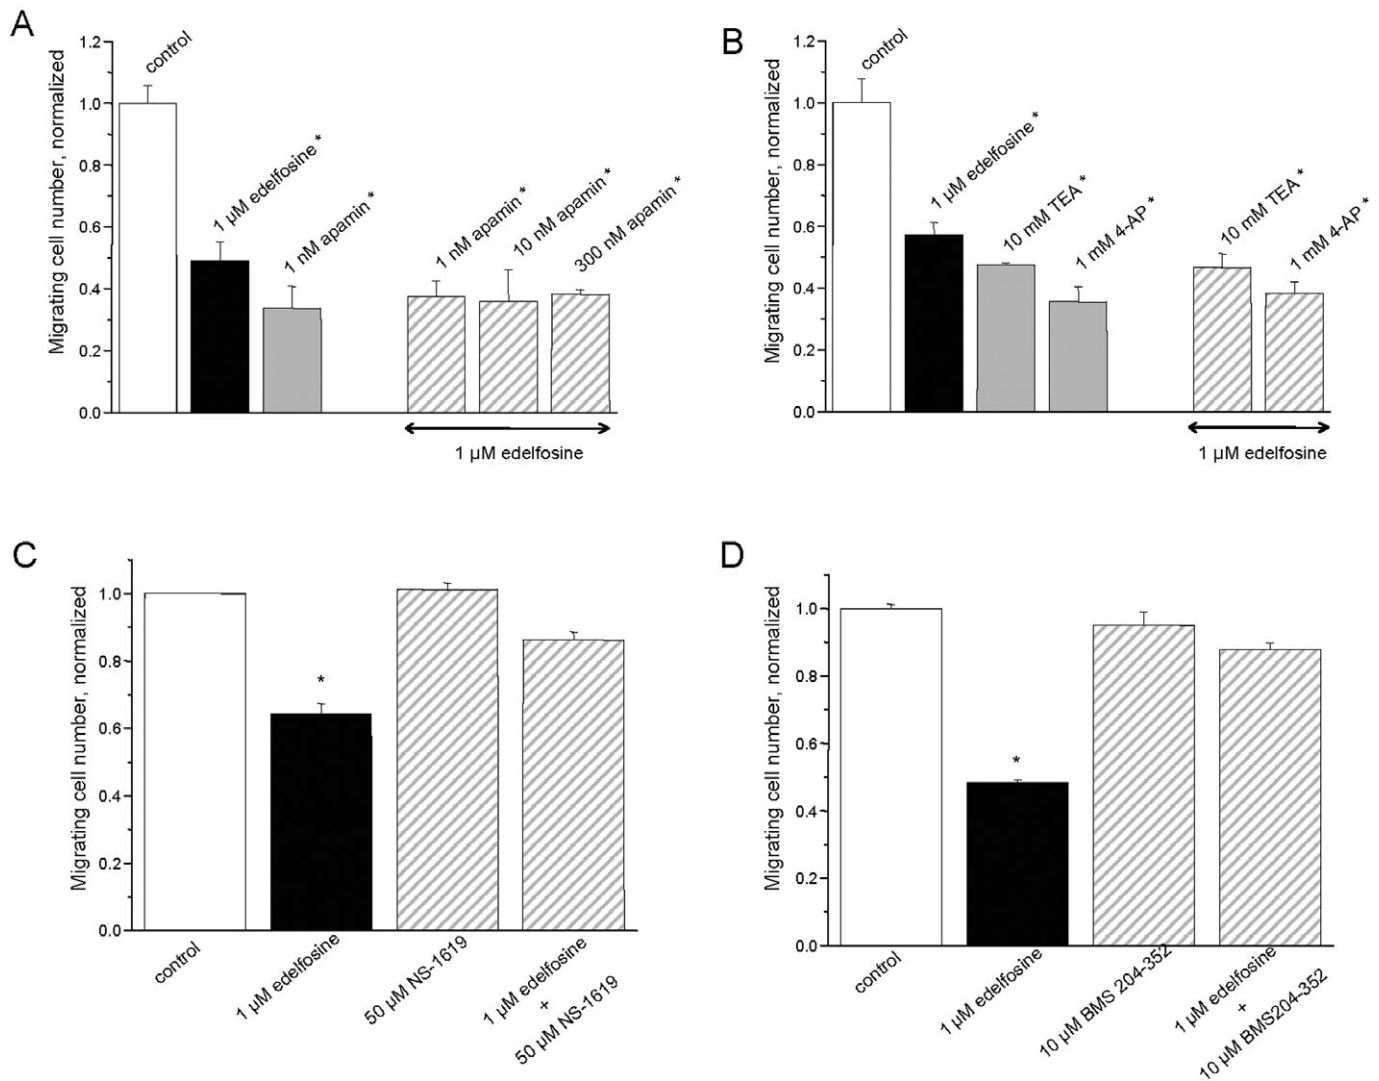 A
Migrating cell number, normalized
1.2
1.0
0.8
0.6
0.4
0.2
0.0
control
1 µM edelfosine *
1 nM apamin *
1 nM apamin *
10 nM apamin *
300 nM apamin *
1 µM edelfosine
B
Migrating cell number, normalized
1.2
1.0
0.8
0.6
0.4
0.2
0.0
control
1 µM edelfosine *
10 mM TEA *
1 mM 4-AP *
10 mM TEA *
1 mM 4-AP *
1 µM edelfosine
C
Migrating cell number, normalized
1.0
0.8
0.6
0.4
0.2
0.0
*
control
1 µM edelfosine
50 µM NS-1619
1 µM edelfosine
+
50 µM NS-1619
D
Migrating cell number, normalized
1.0
0.8
0.6
0.4
0.2
0.0
*
control
1 µM edelfosine
10 µM BMS 204-352
1 µM edelfosine
+
10 µM BMS204-352